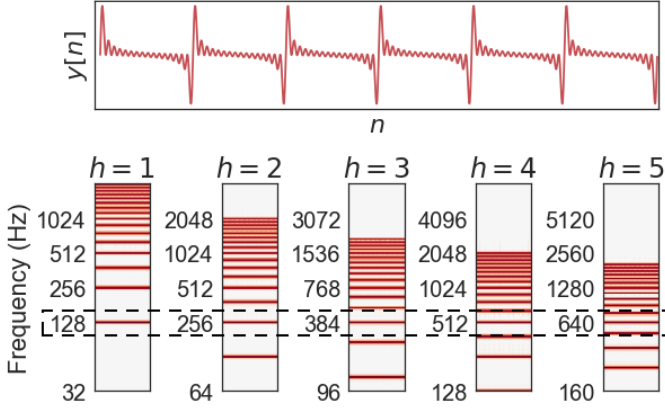 y[n]
n
h = 1 h = 2 h = 3 h = 4 h = 5
Frequency (Hz)
1024 2048 3072 4096 5120
512 1024 1536 2048 2560
256 512 768 1024 1280
128 256 384 512 640
32 64 96 128 160